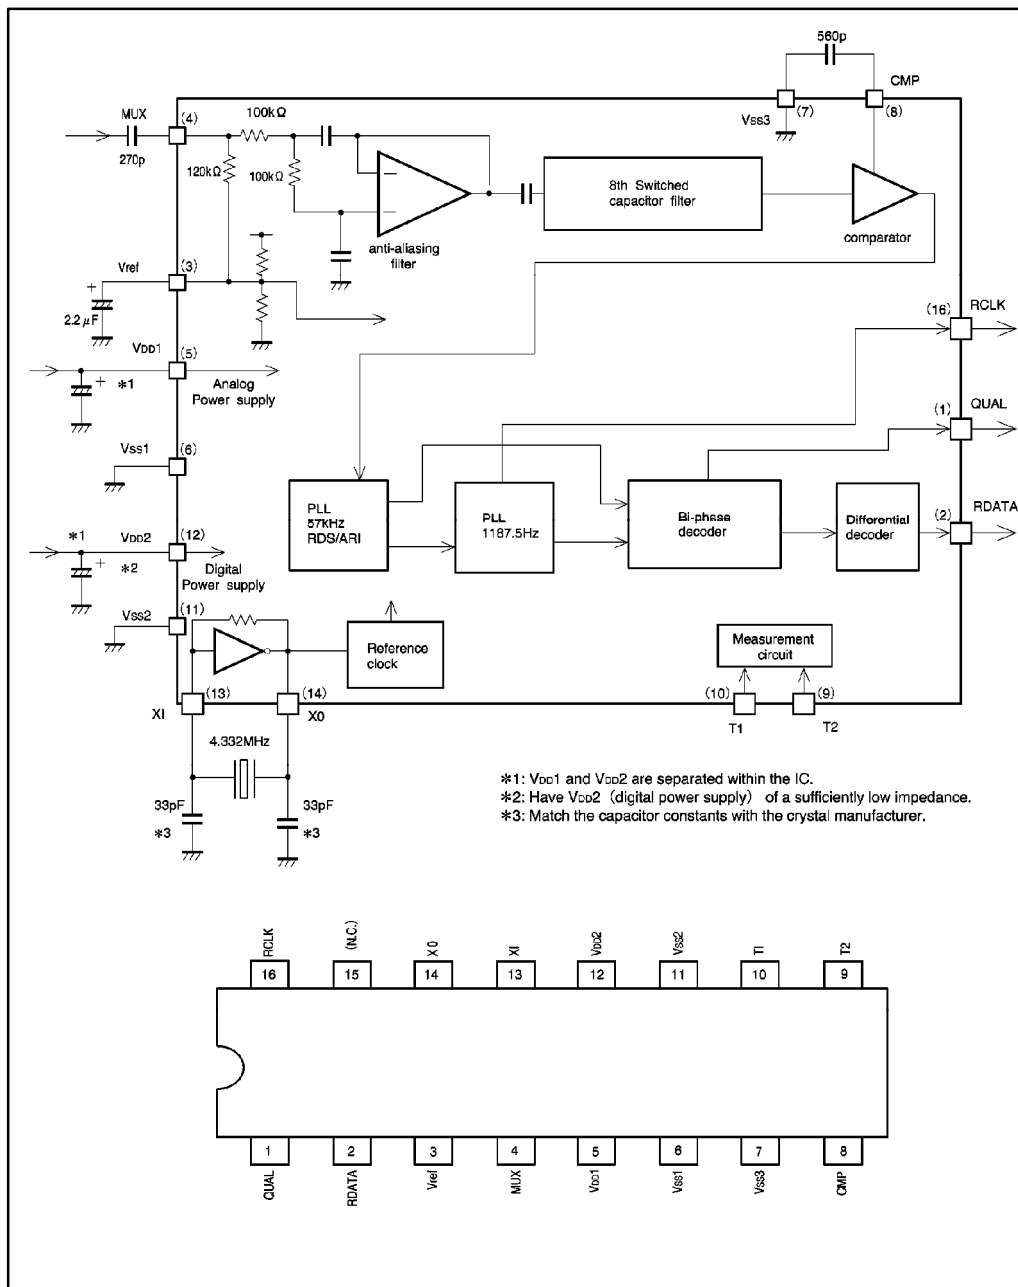 560p
CMP
MUX
(4)
100kΩ
(7)
(8)
Vss3
270p
120kΩ
100kΩ
8th Switched
capacitor filter
anti-aliasing
filter
comparator
Vref
(3)
+
2.2μF
(16)
RCLK
VDD1
(5)
+
*1
Analog
Power supply
(1)
QUAL
Vss1
(6)
PLL
57kHz
RDS/ARI
PLL
1187.5Hz
Bi-phase
decoder
Differential
decoder
(2)
RDATA
*1
VDD2
(12)
+
*2
Digital
Power supply
Vss2
(11)
Reference
clock
Measurement
circuit
(13)
(14)
(10)
(9)
XI
X0
T1
T2
4.332MHz
33pF
*3
33pF
*3
*1: VDD1 and VDD2 are separated within the IC.
*2: Have VDD2 (digital power supply) of a sufficiently low impedance.
*3: Match the capacitor constants with the crystal manufacturer.
RCLK
(N.C.)
X0
XI
VDD2
Vss2
TI
T2
16 15 14 13 12 11 10 9
1 2 3 4 5 6 7 8
QUAL
RDATA
Vref
MUX
VDD1
Vss1
Vss3
CMP